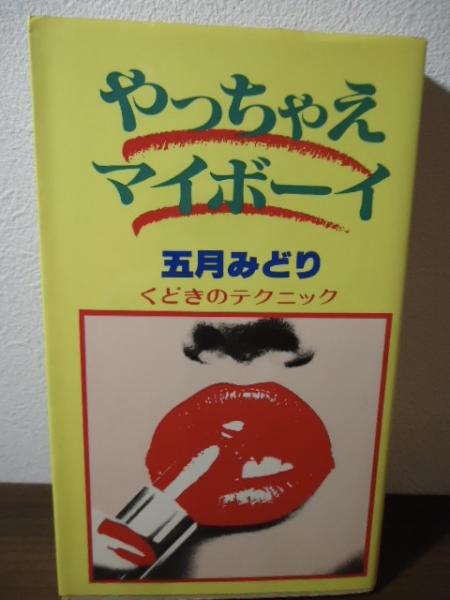 やっちゃえ
マイボーイ
五月みどり
くどきのテクニック